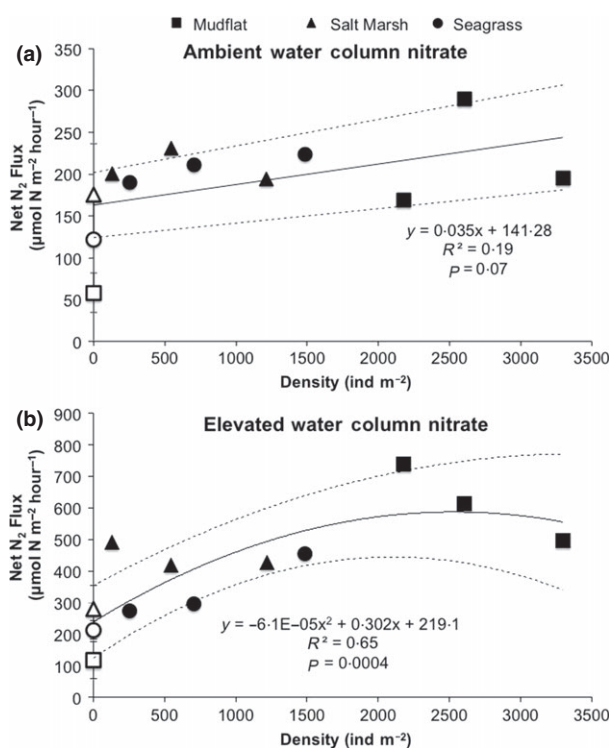 Mudflat Salt Marsh Seagrass
(a) Ambient water column nitrate
Net N₂ Flux
(μmol N m⁻² hour⁻¹)
350
300
250
200
150
100
50
0
y = 0·035x + 141·28
R² = 0·19
P = 0·07
0 500 1000 1500 2000 2500 3000 3500
Density (ind m⁻²)
(b) Elevated water column nitrate
Net N₂ Flux
(μmol N m⁻² hour⁻¹)
900
800
700
600
500
400
300
200
100
0
y = −6·1E−05x² + 0·302x + 219·1
R² = 0·65
P = 0·0004
0 500 1000 1500 2000 2500 3000 3500
Density (ind m⁻²)